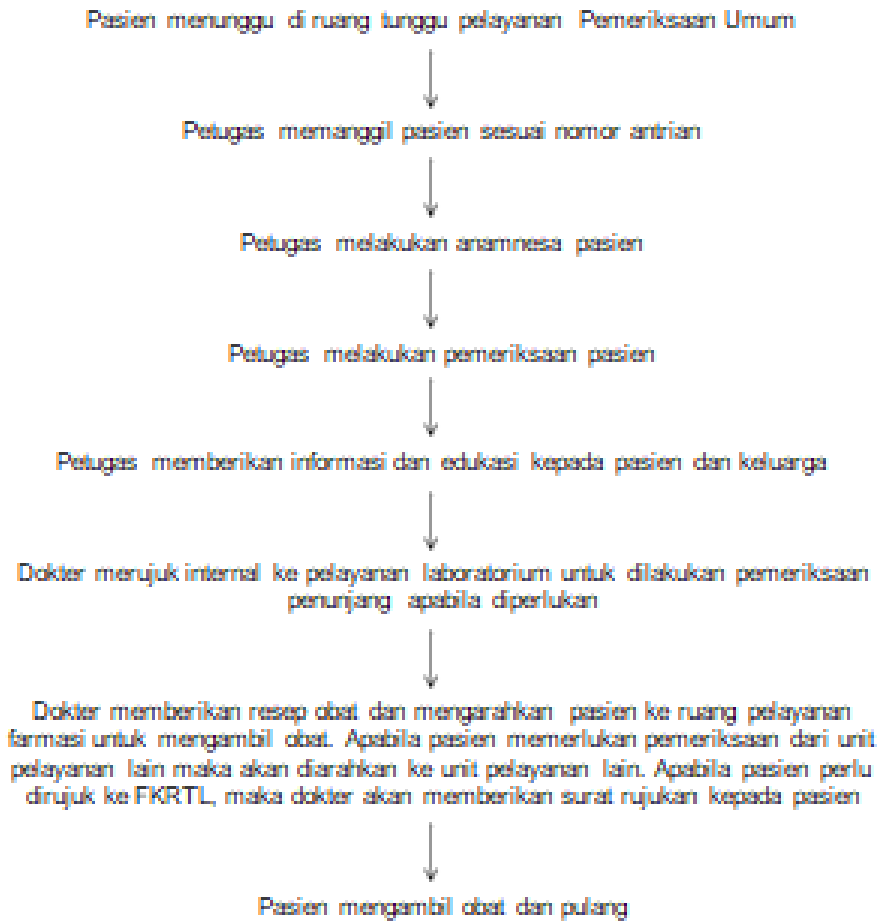 Pasien menunggu di ruang tunggu pelayanan Pemeriksaan Umum
Petugas memanggil pasien sesuai nomor antrian
Petugas melakukan anamnesa pasien
Petugas melakukan pemeriksaan pasien
Petugas memberikan informasi dan edukasi kepada pasien dan keluarga
Dokter merujuk internal ke pelayanan laboratorium untuk dilakukan pemeriksaan
penunjang apabila diperlukan
Dokter memberikan resep obat dan mengarahkan pasien ke ruang pelayanan
farmasi untuk mengambil obat. Apabila pasien memerlukan pemeriksaan dari unit
pelayanan lain maka akan diarahkan ke unit pelayanan lain. Apabila pasien perlu
dirujuk ke FKRTL, maka dokter akan memberikan surat rujukan kepada pasien
Pasien mengambil obat dan pulang